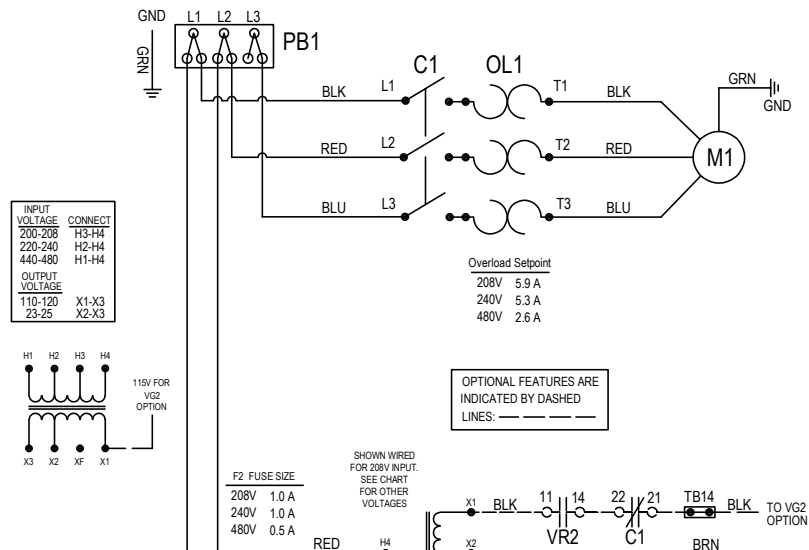 GND L1 L2 L3
PB1
GRN
C1 OL1
BLK L1 T1 BLK
GRN
GND
RED L2 T2 RED
M1
BLU L3 T3 BLU
INPUT
VOLTAGE CONNECT
200-208 H3-H4
220-240 H2-H4
440-480 H1-H4
OUTPUT
VOLTAGE
110-120 X1-X3
23-25 X2-X3
Overload Setpoint
208V 5.9 A
240V 5.3 A
480V 2.6 A
H1 H2 H3 H4
115V FOR
VG2
OPTION
X3 X2 XF X1
OPTIONAL FEATURES ARE
INDICATED BY DASHED
LINES:
F2 FUSE SIZE
208V 1.0 A
240V 1.0 A
480V 0.5 A
SHOWN WIRED
FOR 208V INPUT.
SEE CHART
FOR OTHER
VOLTAGES
X1 BLK 11 14 22 21 TB14 BLK TO VG2
OPTION
VR2 C1
RED H4 X2 BRN